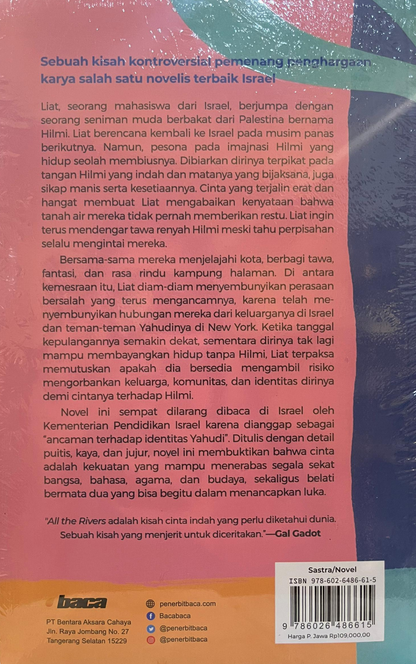 Sebuah kisah kontroversial pemenang penghargaan
karya salah satu novelis terbaik Israel
Liat, seorang mahasiswa dari Israel, berjumpa dengan
seorang seniman muda berbakat dari Palestina bernama
Hilmi. Liat berencana kembali ke Israel pada musim panas
berikutnya. Namun, pesona pada imajnasi Hilmi yang
hidup seolah membiusnya. Dibiarkan dirinya terpikat pada
tangan Hilmi yang indah dan matanya yang bijaksana, juga
sikap manis serta kesetiaannya. Cinta yang terjalin erat dan
hangat membuat Liat mengabaikan kenyataan bahwa
tanah air mereka tidak pernah memberikan restu. Liat ingin
terus mendengar tawa renyah Hilmi meski tahu perpisahan
selalu mengintai mereka.
Bersama-sama mereka menjelajahi kota, berbagi tawa,
fantasi, dan rasa rindu kampung halaman. Di antara
kemesraan itu, Liat diam-diam menyembunyikan perasaan
bersalah yang terus mengancamnya, karena telah me-
nyembunyikan hubungan mereka dari keluarganya di Israel
dan teman-teman Yahudinya di New York. Ketika tanggal
kepulangannya semakin dekat, sementara dirinya tak lagi
mampu membayangkan hidup tanpa Hilmi, Liat terpaksa
memutuskan apakah dia bersedia mengambil risiko
mengorbankan keluarga, komunitas, dan identitas dirinya
demi cintanya terhadap Hilmi.
Novel ini sempat dilarang dibaca di Israel oleh
Kementerian Pendidikan Israel karena dianggap sebagai
"ancaman terhadap identitas Yahudi". Ditulis dengan detail
puitis, kaya, dan jujur, novel ini membuktikan bahwa cinta
adalah kekuatan yang mampu menerabas segala sekat
bangsa, bahasa, agama, dan budaya, sekaligus belati
bermata dua yang bisa begitu dalam menancapkan luka.
"All the Rivers adalah kisah cinta indah yang perlu diketahui dunia.
Sebuah kisah yang menjerit untuk diceritakan."—Gal Gadot
baca
PT Bentara Aksara Cahaya
Jln. Raya Jombang No. 27
Tangerang Selatan 15229
penerbitbaca.com
Bacabaca
@penerbitbaca
@penerbitbaca
Sastra/Novel
ISBN 978-602-6486-61-5
9 786026 486615
Harga P. Jawa Rp109.000,00